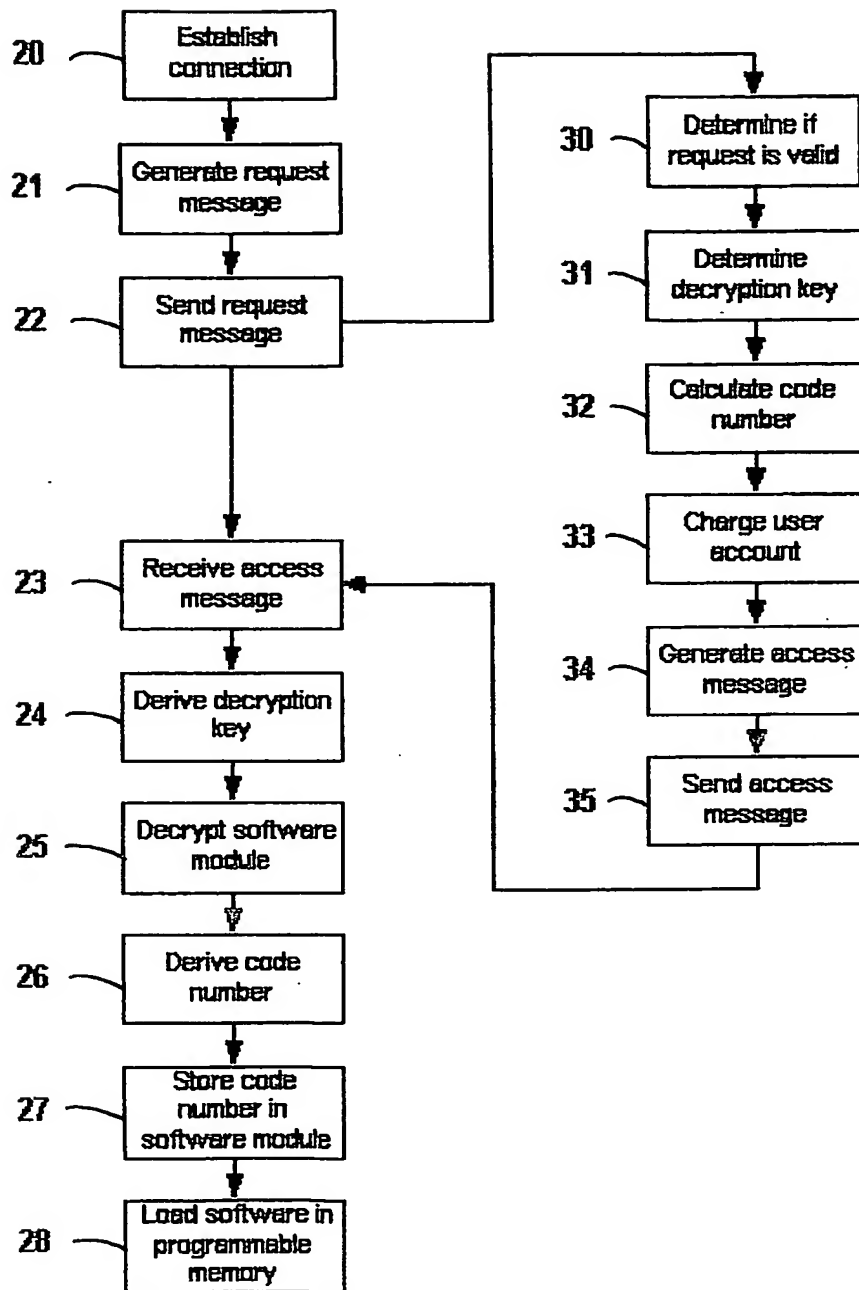 20
Establish
connection
21
Generate request
message
22
Send request
message
23
Receive access
message
24
Derive decryption
key
25
Decrypt software
module
26
Derive code
number
27
Store code
number in
software module
28
Load software in
programmable
memory
30
Determine if
request is valid
31
Determine
decryption key
32
Calculate code
number
33
Charge user
account
34
Generate access
message
35
Send access
message